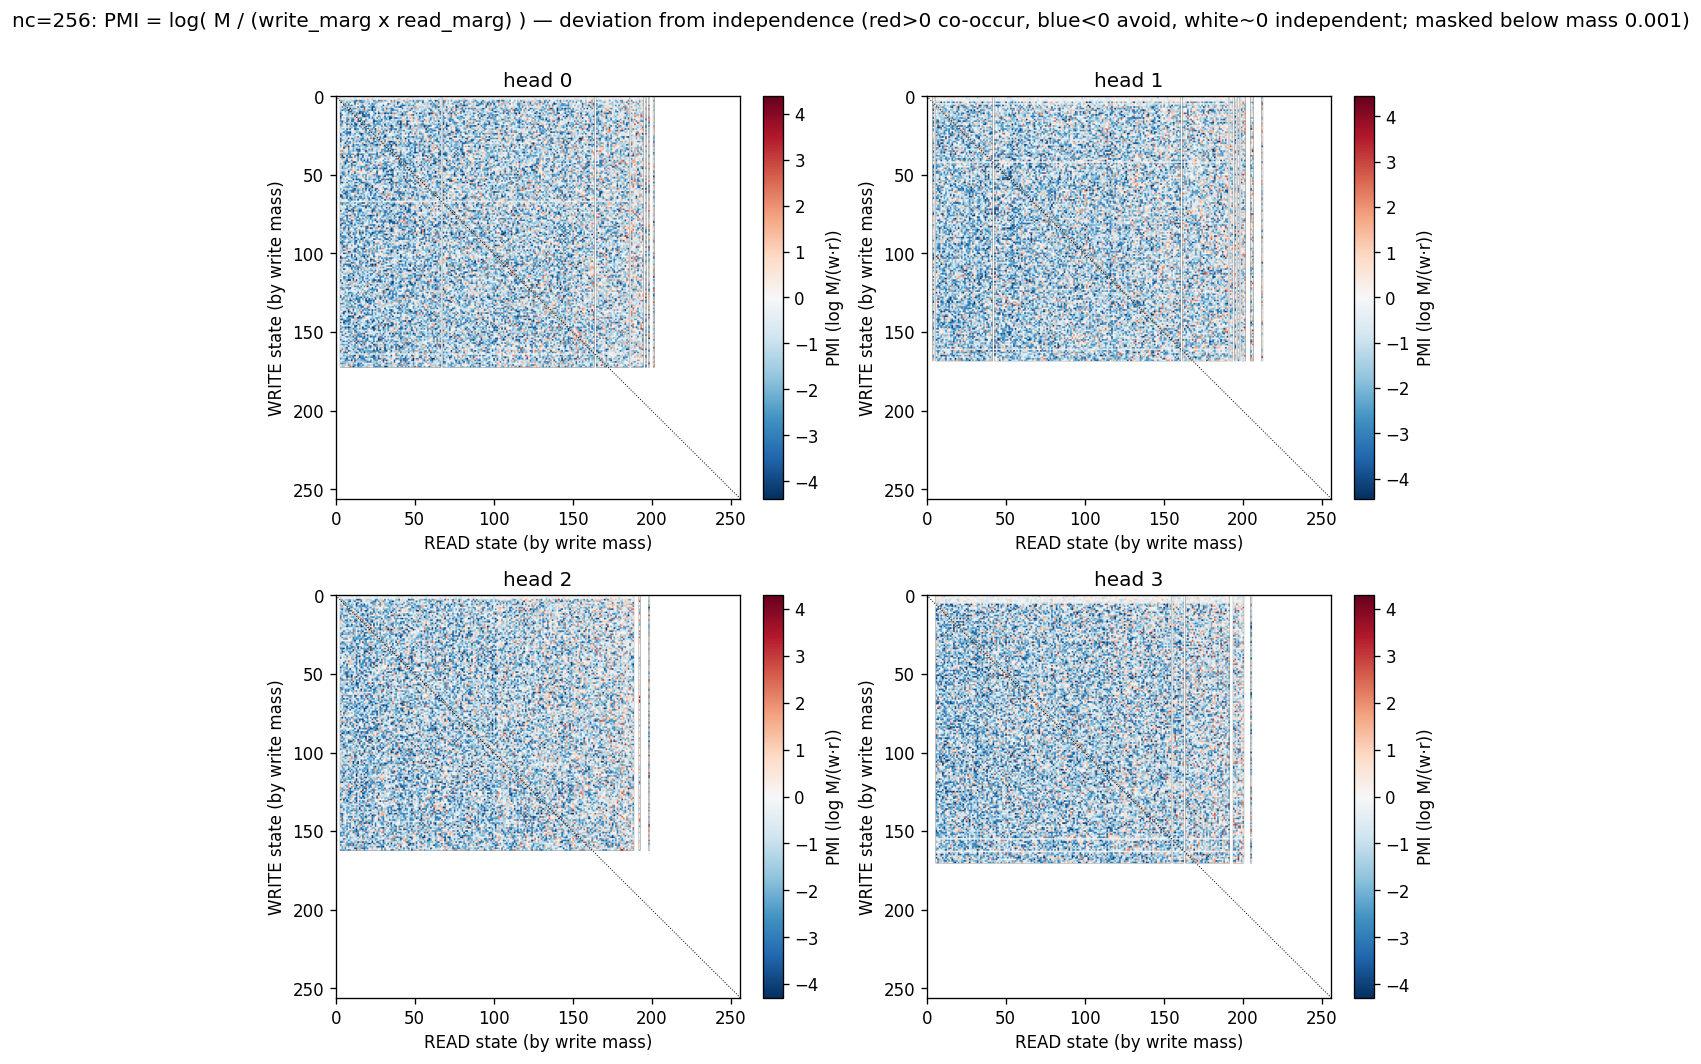 nc=256: PMI = log( M / (write_marg x read_marg) ) — deviation from independence (red>0 co-occur, blue<0 avoid, white~0 independent; masked below mass 0.001)
head 0
0
50
100
150
200
250
WRITE state (by write mass)
0 50 100 150 200 250
READ state (by write mass)
4
3
2
1
0
−1
−2
−3
−4
PMI (log M/(w·r))
head 1
0
50
100
150
200
250
WRITE state (by write mass)
0 50 100 150 200 250
READ state (by write mass)
4
3
2
1
0
−1
−2
−3
−4
PMI (log M/(w·r))
head 2
0
50
100
150
200
250
WRITE state (by write mass)
0 50 100 150 200 250
READ state (by write mass)
4
3
2
1
0
−1
−2
−3
−4
PMI (log M/(w·r))
head 3
0
50
100
150
200
250
WRITE state (by write mass)
0 50 100 150 200 250
READ state (by write mass)
4
3
2
1
0
−1
−2
−3
−4
PMI (log M/(w·r))